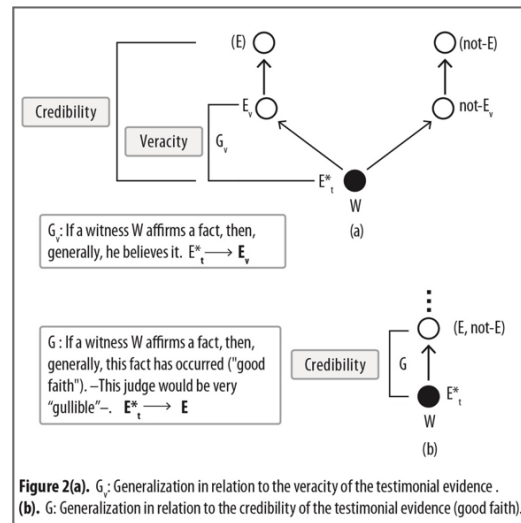 (E)
(not-E)
Credibility
E_v
not-E_v
Veracity
G_v
E*_t
W
(a)
G_v: If a witness W affirms a fact, then,
generally, he believes it. E*_t → E_v
(E, not-E)
G : If a witness W affirms a fact, then,
generally, this fact has occurred ("good
faith"). –This judge would be very
“gullible”–. E*_t → E
Credibility
G
E*_t
W
(b)
Figure 2(a). G_v: Generalization in relation to the veracity of the testimonial evidence .
(b). G: Generalization in relation to the credibility of the testimonial evidence (good faith).